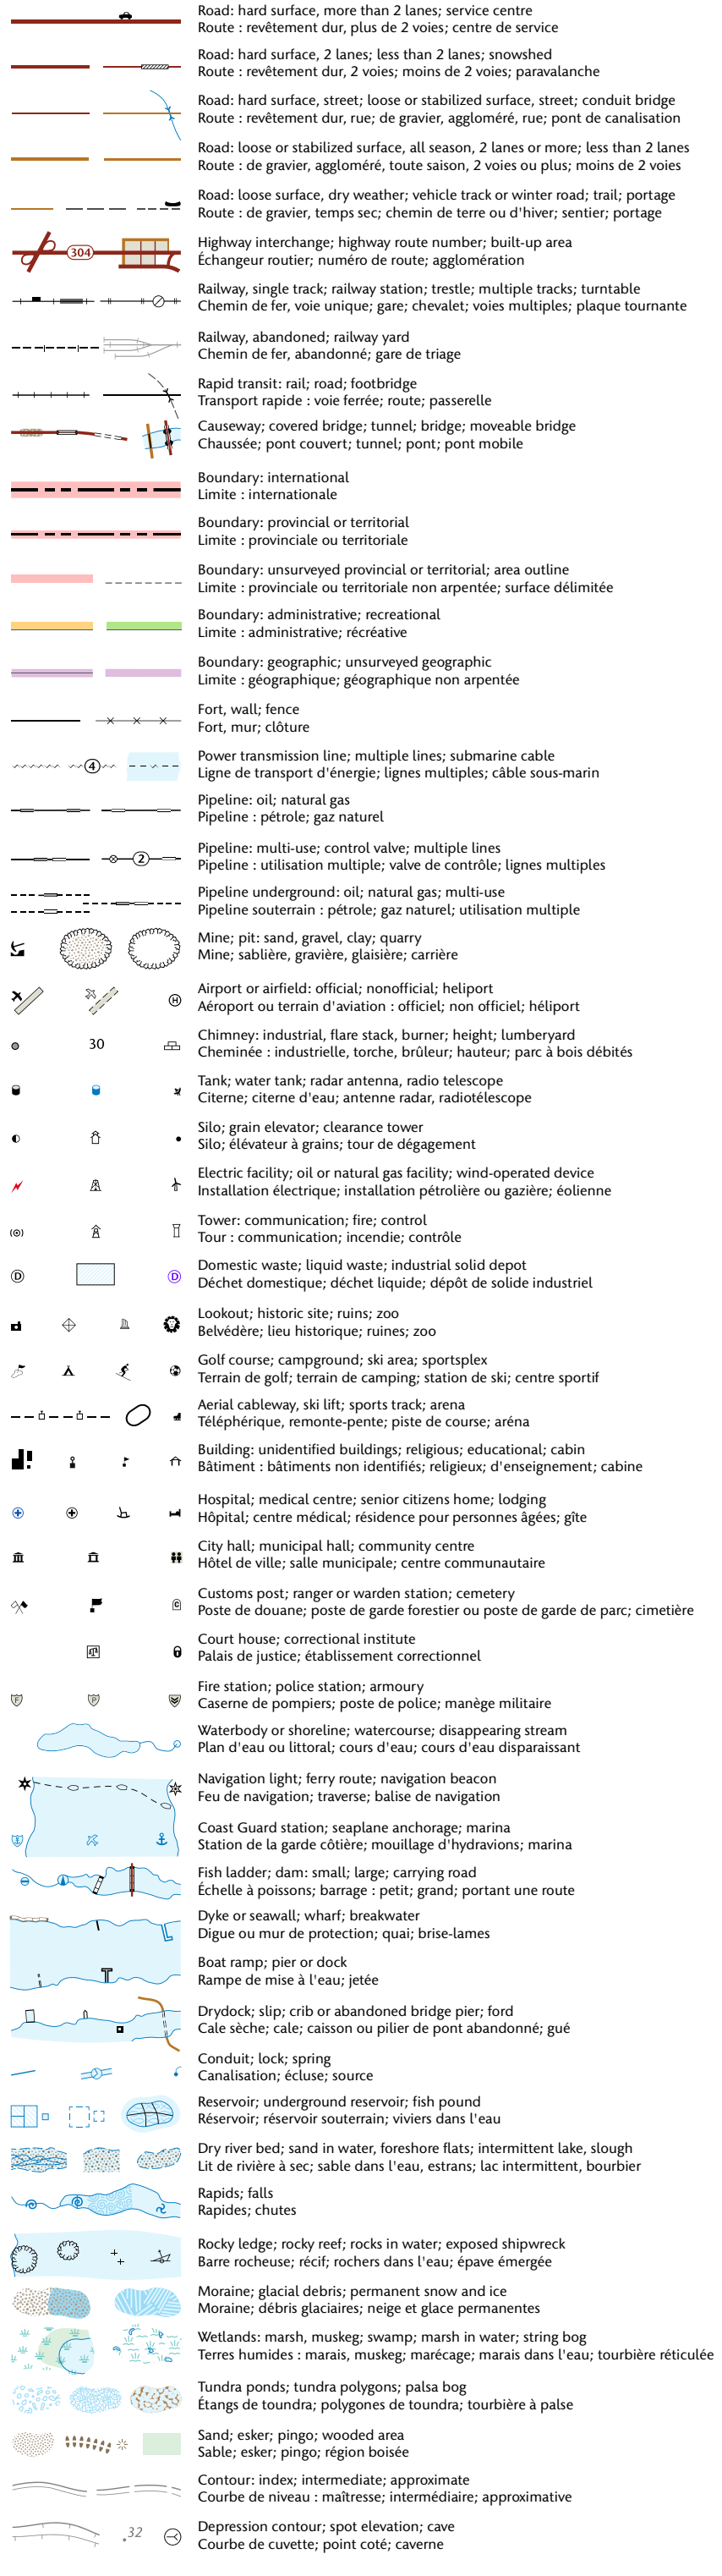 Road: hard surface, more than 2 lanes; service centre
Route : revêtement dur, plus de 2 voies; centre de service
Road: hard surface, 2 lanes; less than 2 lanes; snowshed
Route : revêtement dur, 2 voies; moins de 2 voies; paravalanche
Road: hard surface, street; loose or stabilized surface, street; conduit bridge
Route : revêtement dur, rue; de gravier, aggloméré, rue; pont de canalisation
Road: loose or stabilized surface, all season, 2 lanes or more; less than 2 lanes
Route : de gravier, aggloméré, toute saison, 2 voies ou plus; moins de 2 voies
Road: loose surface, dry weather; vehicle track or winter road; trail; portage
Route : de gravier, temps sec; chemin de terre ou d'hiver; sentier; portage
304
Highway interchange; highway route number; built-up area
Échangeur routier; numéro de route; agglomération
Railway, single track; railway station; trestle; multiple tracks; turntable
Chemin de fer, voie unique; gare; chevalet; voies multiples; plaque tournante
Railway, abandoned; railway yard
Chemin de fer, abandonné; gare de triage
Rapid transit: rail; road; footbridge
Transport rapide : voie ferrée; route; passerelle
Causeway; covered bridge; tunnel; bridge; moveable bridge
Chaussée; pont couvert; tunnel; pont; pont mobile
Boundary: international
Limite : internationale
Boundary: provincial or territorial
Limite : provinciale ou territoriale
Boundary: unsurveyed provincial or territorial; area outline
Limite : provinciale ou territoriale non arpentée; surface délimitée
Boundary: administrative; recreational
Limite : administrative; récréative
Boundary: geographic; unsurveyed geographic
Limite : géographique; géographique non arpentée
Fort, wall; fence
Fort, mur; clôture
4
Power transmission line; multiple lines; submarine cable
Ligne de transport d'énergie; lignes multiples; câble sous-marin
Pipeline: oil; natural gas
Pipeline : pétrole; gaz naturel
2
Pipeline: multi-use; control valve; multiple lines
Pipeline : utilisation multiple; valve de contrôle; lignes multiples
Pipeline underground: oil; natural gas; multi-use
Pipeline souterrain : pétrole; gaz naturel; utilisation multiple
Mine; pit: sand, gravel, clay; quarry
Mine; sablière, gravière, glaisière; carrière
H
Airport or airfield: official; nonofficial; heliport
Aéroport ou terrain d'aviation : officiel; non officiel; héliport
30
Chimney: industrial, flare stack, burner; height; lumberyard
Cheminée : industrielle, torche, brûleur; hauteur; parc à bois débités
Tank; water tank; radar antenna, radio telescope
Citerne; citerne d'eau; antenne radar, radiotélescope
Silo; grain elevator; clearance tower
Silo; élévateur à grains; tour de dégagement
Electric facility; oil or natural gas facility; wind-operated device
Installation électrique; installation pétrolière ou gazière; éolienne
Tower: communication; fire; control
Tour : communication; incendie; contrôle
D D
Domestic waste; liquid waste; industrial solid depot
Déchet domestique; déchet liquide; dépôt de solide industriel
Lookout; historic site; ruins; zoo
Belvédère; lieu historique; ruines; zoo
Golf course; campground; ski area; sportsplex
Terrain de golf; terrain de camping; station de ski; centre sportif
Aerial cableway, ski lift; sports track; arena
Téléphérique, remonte-pente; piste de course; aréna
Building: unidentified buildings; religious; educational; cabin
Bâtiment : bâtiments non identifiés; religieux; d'enseignement; cabine
Hospital; medical centre; senior citizens home; lodging
Hôpital; centre médical; résidence pour personnes âgées; gîte
City hall; municipal hall; community centre
Hôtel de ville; salle municipale; centre communautaire
C
Customs post; ranger or warden station; cemetery
Poste de douane; poste de garde forestier ou poste de garde de parc; cimetière
Court house; correctional institute
Palais de justice; établissement correctionnel
F P
Fire station; police station; armoury
Caserne de pompiers; poste de police; manège militaire
Waterbody or shoreline; watercourse; disappearing stream
Plan d'eau ou littoral; cours d'eau; cours d'eau disparaissant
Navigation light; ferry route; navigation beacon
Feu de navigation; traverse; balise de navigation
Coast Guard station; seaplane anchorage; marina
Station de la garde côtière; mouillage d'hydravions; marina
Fish ladder; dam: small; large; carrying road
Échelle à poissons; barrage : petit; grand; portant une route
Dyke or seawall; wharf; breakwater
Digue ou mur de protection; quai; brise-lames
Boat ramp; pier or dock
Rampe de mise à l'eau; jetée
Drydock; slip; crib or abandoned bridge pier; ford
Cale sèche; cale; caisson ou pilier de pont abandonné; gué
Conduit; lock; spring
Canalisation; écluse; source
Reservoir; underground reservoir; fish pound
Réservoir; réservoir souterrain; viviers dans l'eau
Dry river bed; sand in water, foreshore flats; intermittent lake, slough
Lit de rivière à sec; sable dans l'eau, estrans; lac intermittent, bourbier
Rapids; falls
Rapides; chutes
Rocky ledge; rocky reef; rocks in water; exposed shipwreck
Barre rocheuse; récif; rochers dans l'eau; épave émergée
Moraine; glacial debris; permanent snow and ice
Moraine; débris glaciaires; neige et glace permanentes
Wetlands: marsh, muskeg; swamp; marsh in water; string bog
Terres humides : marais, muskeg; marécage; marais dans l'eau; tourbière réticulée
Tundra ponds; tundra polygons; palsa bog
Étangs de toundra; polygones de toundra; tourbière à palse
Sand; esker; pingo; wooded area
Sable; esker; pingo; région boisée
Contour: index; intermediate; approximate
Courbe de niveau : maîtresse; intermédiaire; approximative
.32
Depression contour; spot elevation; cave
Courbe de cuvette; point coté; caverne